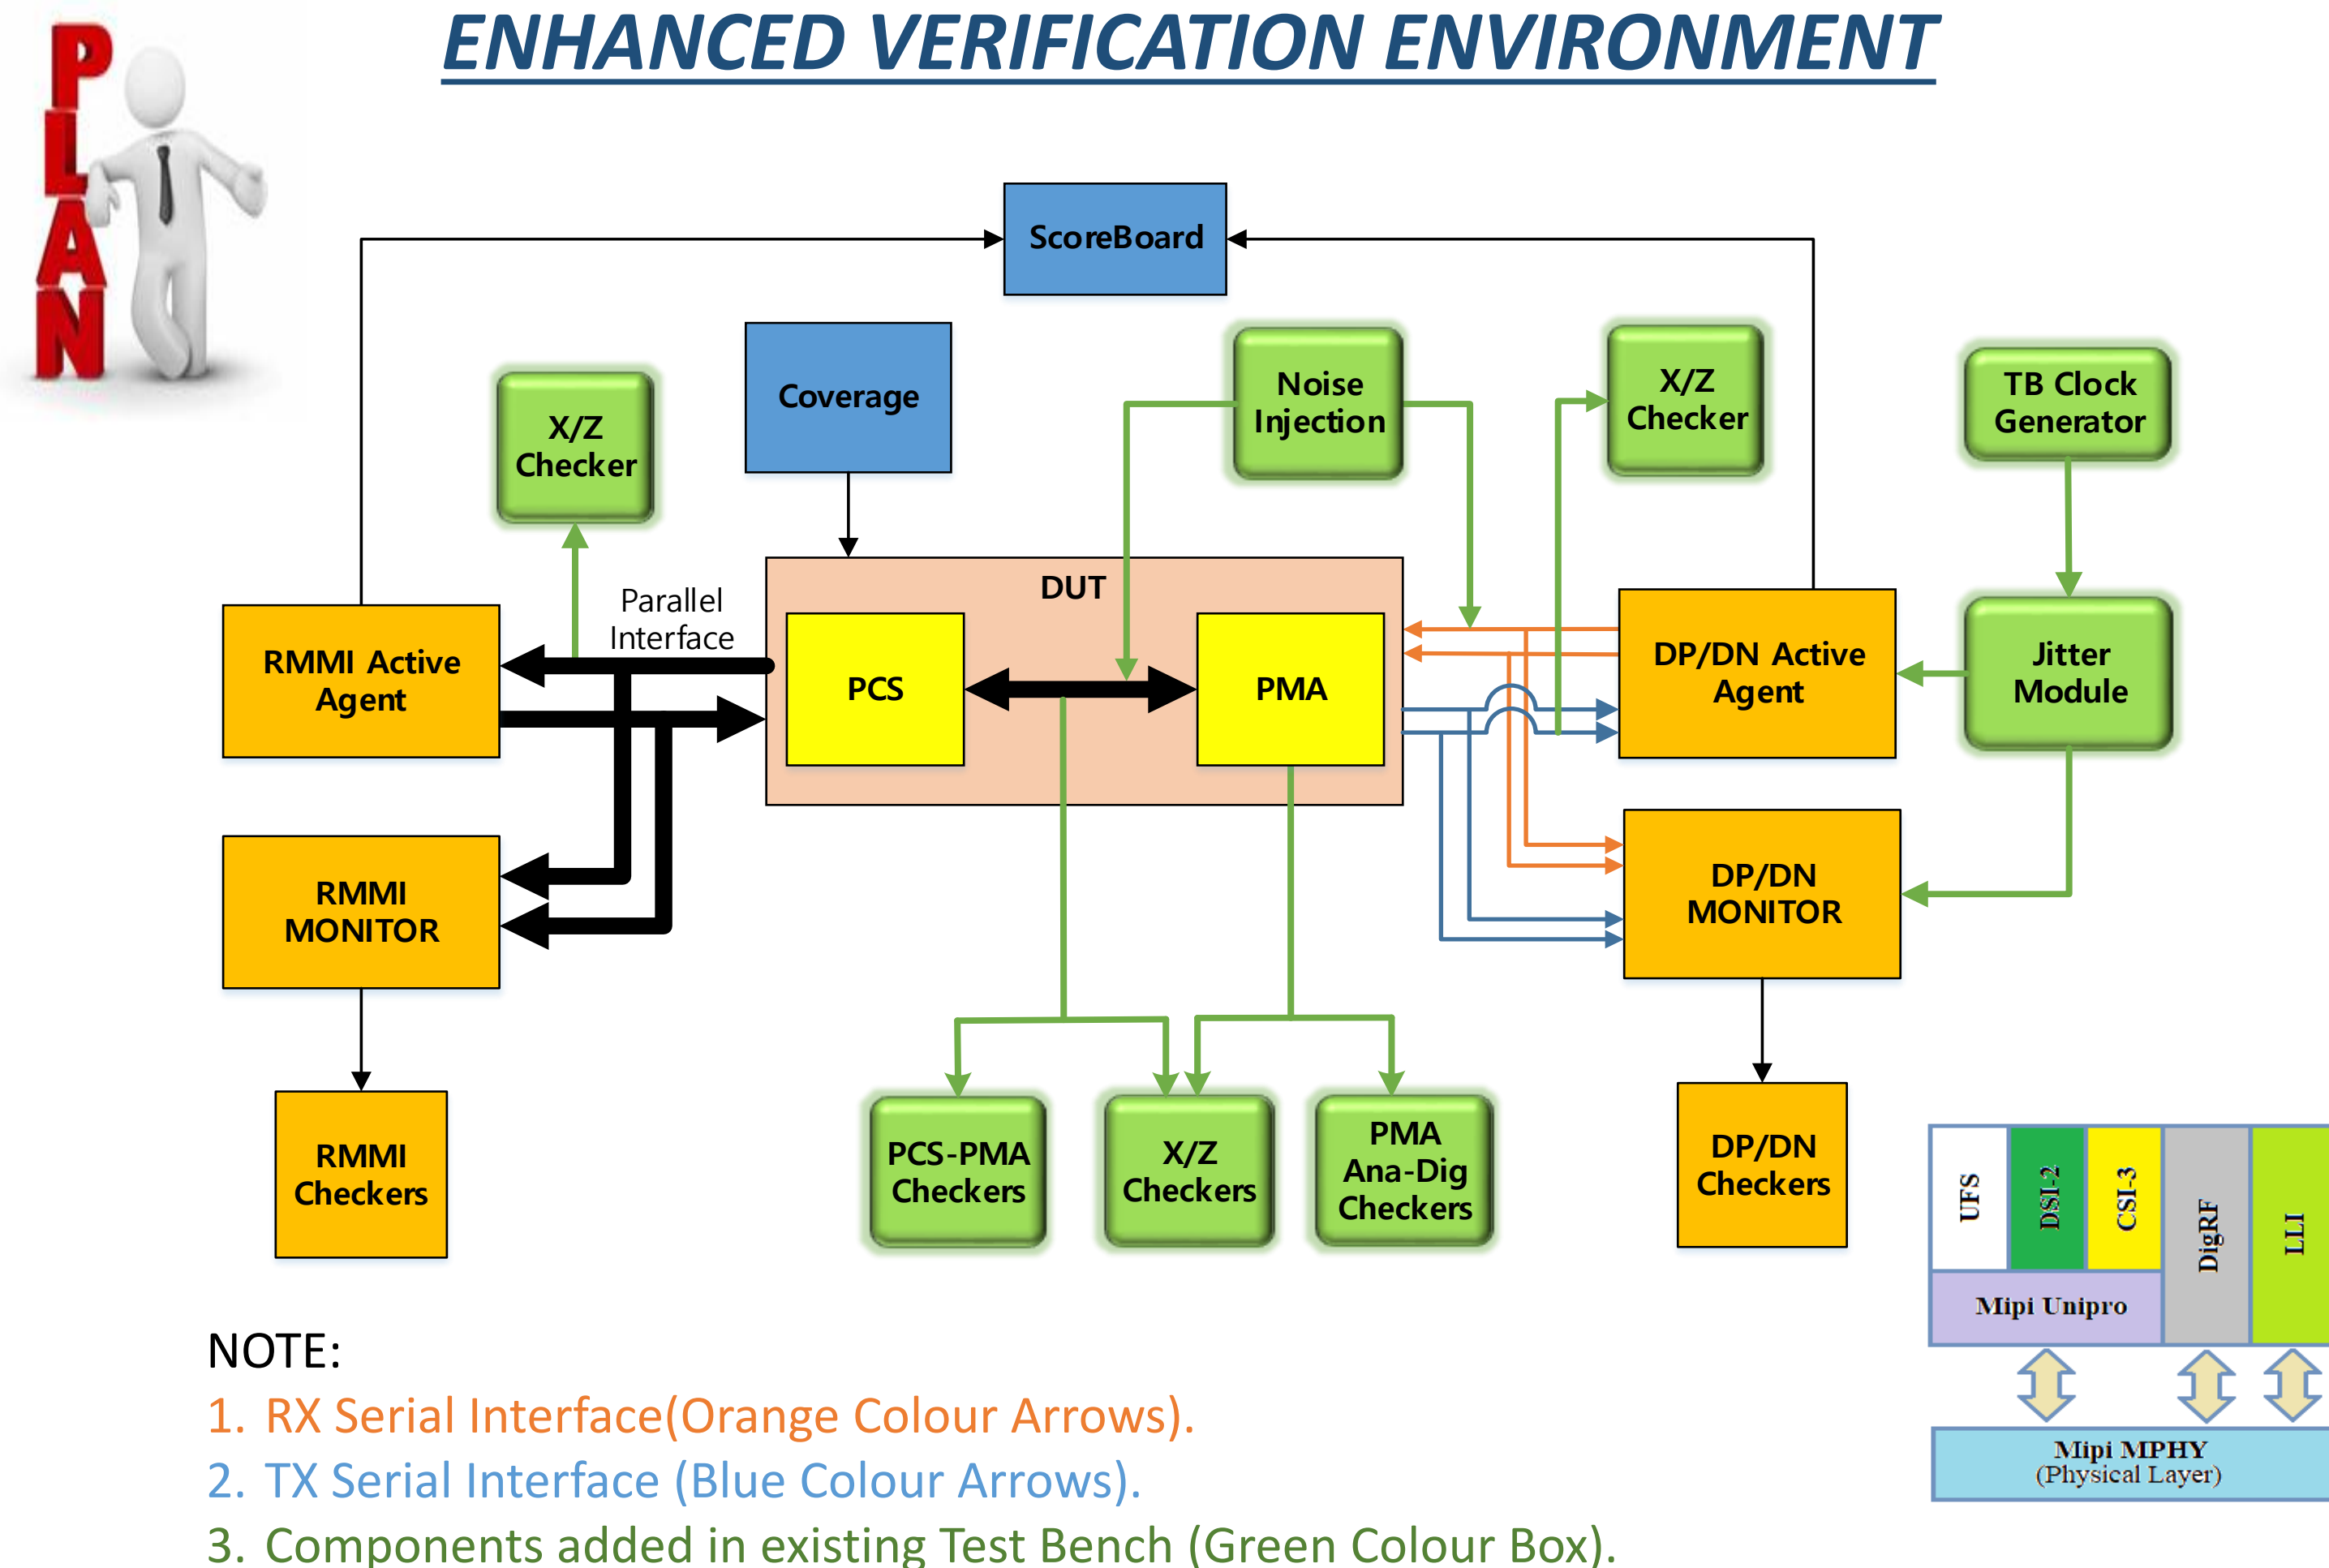 PLAN
ENHANCED VERIFICATION ENVIRONMENT
ScoreBoard
Coverage
Noise
Injection
X/Z
Checker
TB Clock
Generator
X/Z
Checker
Parallel
Interface
DUT
RMMI Active
Agent
PCS
PMA
DP/DN Active
Agent
Jitter
Module
RMMI
MONITOR
DP/DN
MONITOR
RMMI
Checkers
PCS-PMA
Checkers
X/Z
Checkers
PMA
Ana-Dig
Checkers
DP/DN
Checkers
UFS
DSI-2
CSI-3
DigRF
LLI
Mipi Unipro
Mipi MPHY
(Physical Layer)
NOTE:
1. RX Serial Interface(Orange Colour Arrows).
2. TX Serial Interface (Blue Colour Arrows).
3. Components added in existing Test Bench (Green Colour Box).